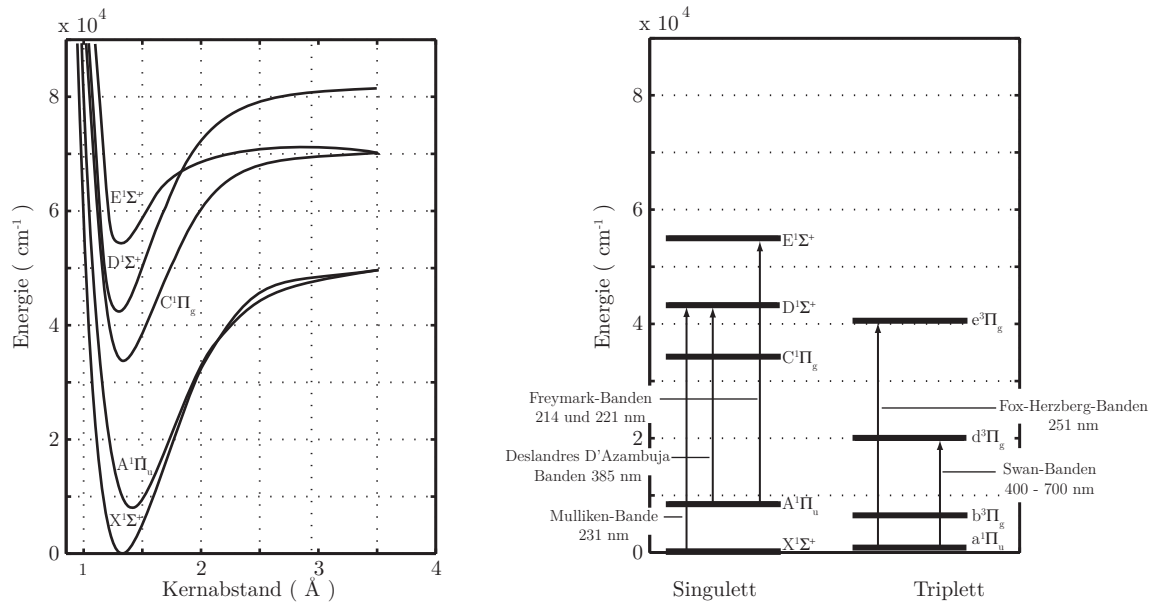 x 10⁴
8
6
4
2
0
Energie ( cm⁻¹ )
E¹Σ⁺
D¹Σ⁺
C¹Π_g
A¹Π_u
X¹Σ⁺
1
2
3
4
Kernabstand ( Å )
x 10⁴
8
6
4
2
0
Energie ( cm⁻¹ )
E¹Σ⁺
D¹Σ⁺
C¹Π_g
A¹Π_u
X¹Σ⁺
Freymark-Banden
214 und 221 nm
Deslandres D'Azambuja
Banden 385 nm
Mulliken-Bande
231 nm
e³Π_g
d³Π_g
b³Π_g
a¹Π_u
Fox-Herzberg-Banden
251 nm
Swan-Banden
400 - 700 nm
Singulett
Triplett